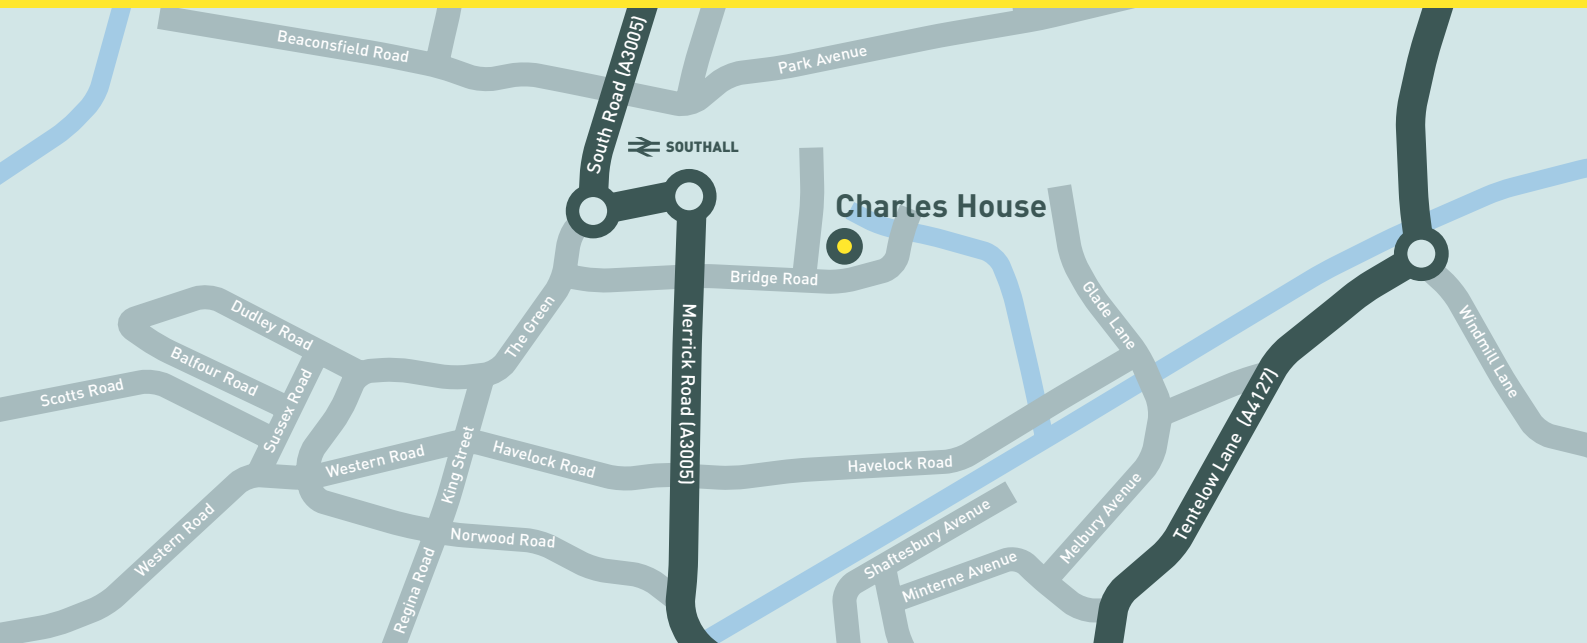 Beaconsfield Road
South Road (A3005)
Park Avenue
SOUTHALL
Charles House
Bridge Road
The Green
Merrick Road (A3005)
Glade Lane
Windmill Lane
Dudley Road
Balfour Road
Scotts Road
Sussex Road
Western Road
King Street
Havelock Road
Havelock Road
Tentelow Lane (A4127)
Western Road
Norwood Road
Regina Road
Shaftesbury Avenue
Melbury Avenue
Minterne Avenue